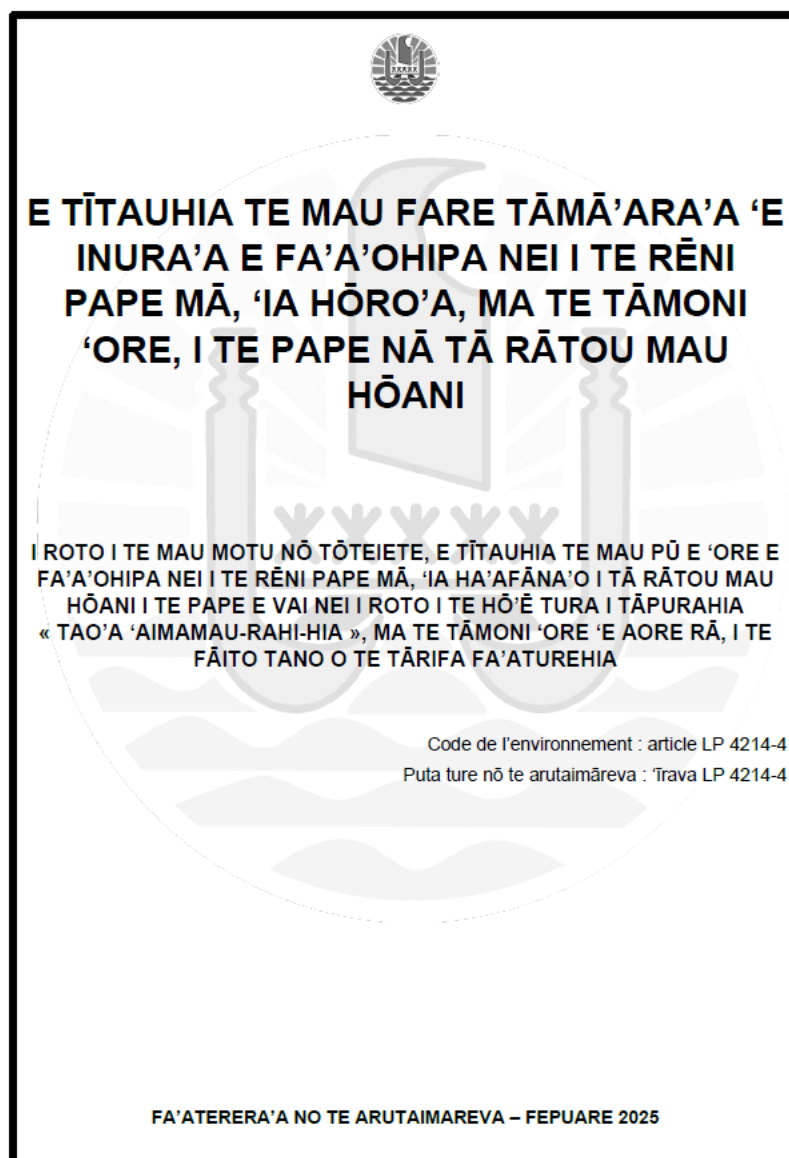 E TĪTAUHIA TE MAU FARE TĀMĀ’ARA’A ‘E
INURA’A E FA’A’OHIPA NEI I TE RĒNI
PAPE MĀ, ‘IA HŌRO’A, MA TE TĀMONI
‘ORE, I TE PAPE NĀ TĀ RĀTOU MAU
HŌANI
I ROTO I TE MAU MOTU NŌ TŌTEIETE, E TĪTAUHIA TE MAU PŪ E ‘ORE E
FA’A’OHIPA NEI I TE RĒNI PAPE MĀ, ‘IA HA’AFĀNA’O I TĀ RĀTOU MAU
HŌANI I TE PAPE E VAI NEI I ROTO I TE HŌ’Ē TURA I TĀPURAHIA
« TAO’A ‘AIMAMAU-RAHI-HIA », MA TE TĀMONI ‘ORE ‘E AORE RĀ, I TE
FĀITO TANO O TE TĀRIFA FA’ATUREHIA
Code de l'environnement : article LP 4214-4
Puta ture nō te arutaimāreva : ‘īrava LP 4214-4
FA’ATERERA’A NO TE ARUTAIMAREVA – FEPUARE 2025